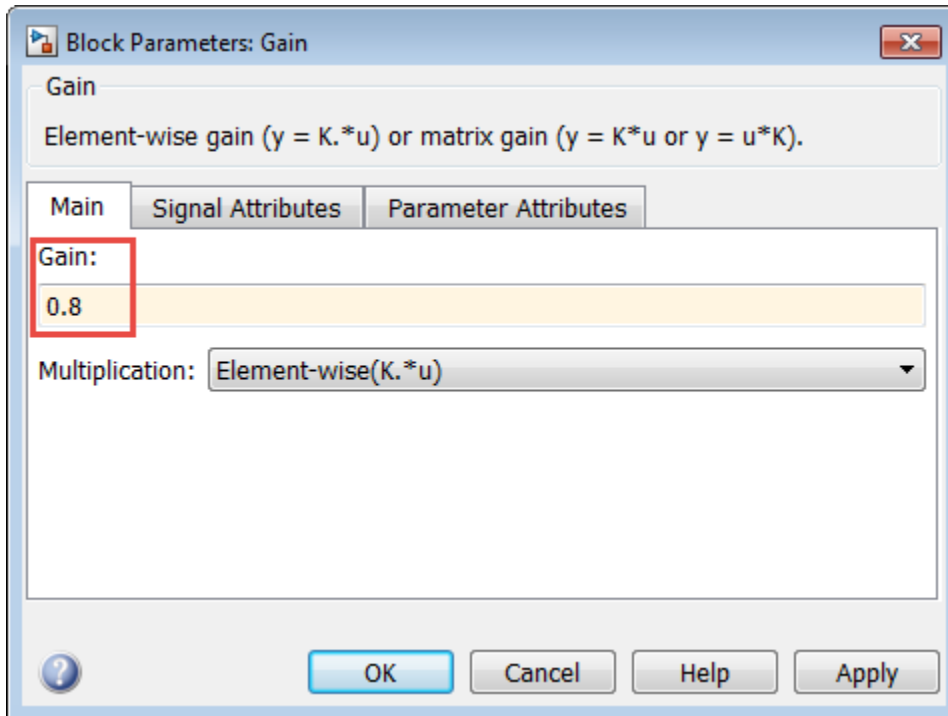 Block Parameters: Gain
Gain
Element-wise gain (y = K.*u) or matrix gain (y = K*u or y = u*K).
Main Signal Attributes Parameter Attributes
Gain:
0.8
Multiplication: Element-wise(K.*u)
? OK Cancel Help Apply